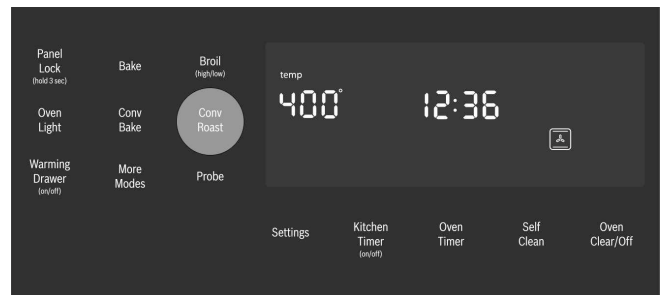 Panel
Lock
(hold 3 sec)
Bake
Broil
(high/low)
Oven
Light
Conv
Bake
Conv
Roast
Warming
Drawer
(on/off)
More
Modes
Probe
temp
400°
12:36
Settings
Kitchen
Timer
(on/off)
Oven
Timer
Self
Clean
Oven
Clear/Off